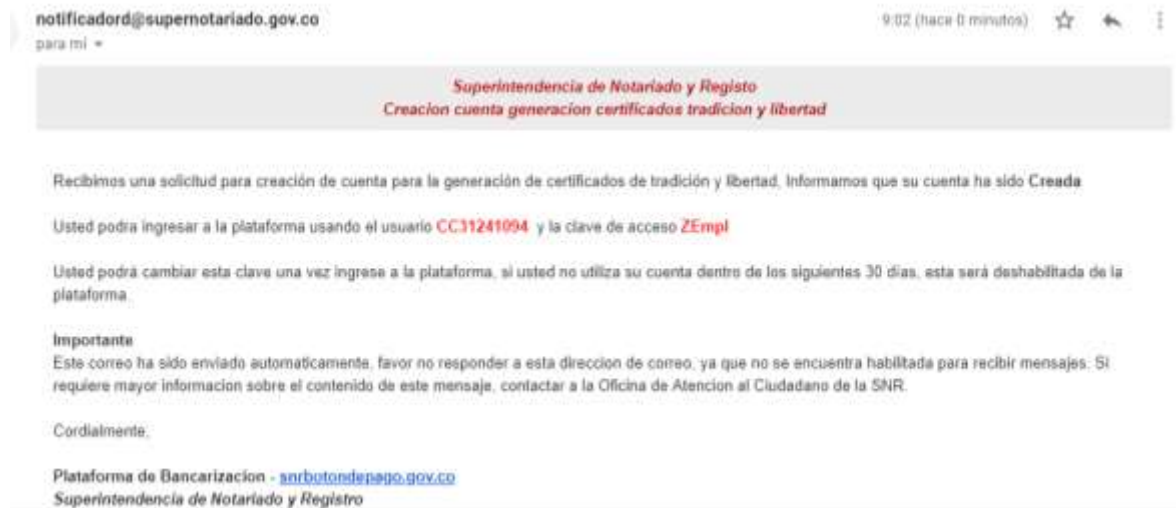 notificadord@supernotariado.gov.co
9:02 (hace 0 minutos)
para mí
Superintendencia de Notariado y Registo
Creacion cuenta generacion certificados tradicion y libertad
Recibimos una solicitud para creación de cuenta para la generación de certificados de tradición y libertad, Informamos que su cuenta ha sido Creada
Usted podra ingresar a la plataforma usando el usuario CC31241094 y la clave de acceso ZEmpl
Usted podrá cambiar esta clave una vez ingrese a la plataforma, si usted no utiliza su cuenta dentro de los siguientes 30 días, esta será deshabilitada de la
plataforma.
Importante
Este correo ha sido enviado automaticamente, favor no responder a esta direccion de correo, ya que no se encuentra habilitada para recibir mensajes. Si
requiere mayor informacion sobre el contenido de este mensaje, contactar a la Oficina de Atencion al Ciudadano de la SNR.
Cordialmente,
Plataforma de Bancarizacion - snrbotondepago.gov.co
Superintendencia de Notariado y Registro